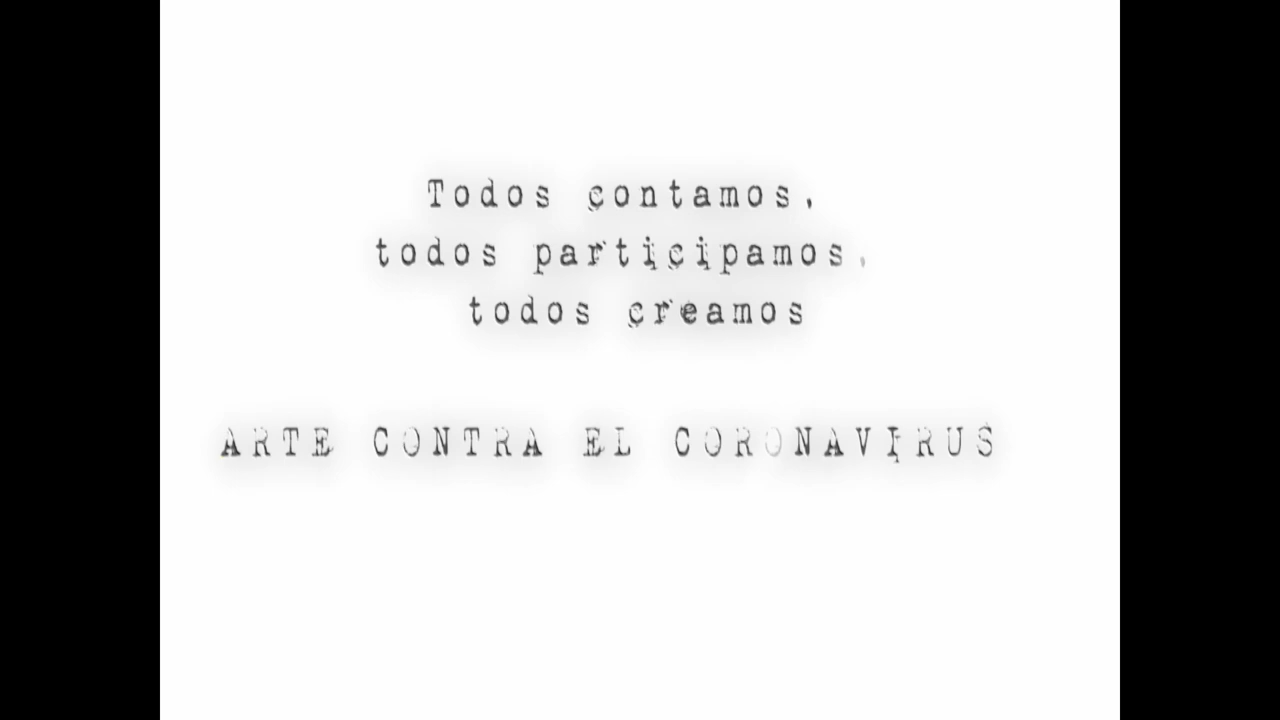 Todos contamos,
todos participamos,
todos creamos
ARTE CONTRA EL CORONAVIRUS